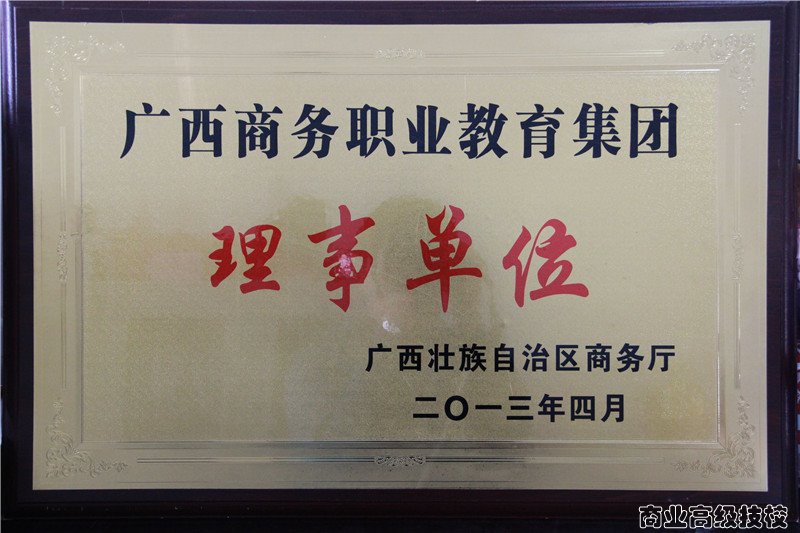 广西商务职业教育集团
理事单位
广西壮族自治区商务厅
二〇一三年四月
商业高级技校